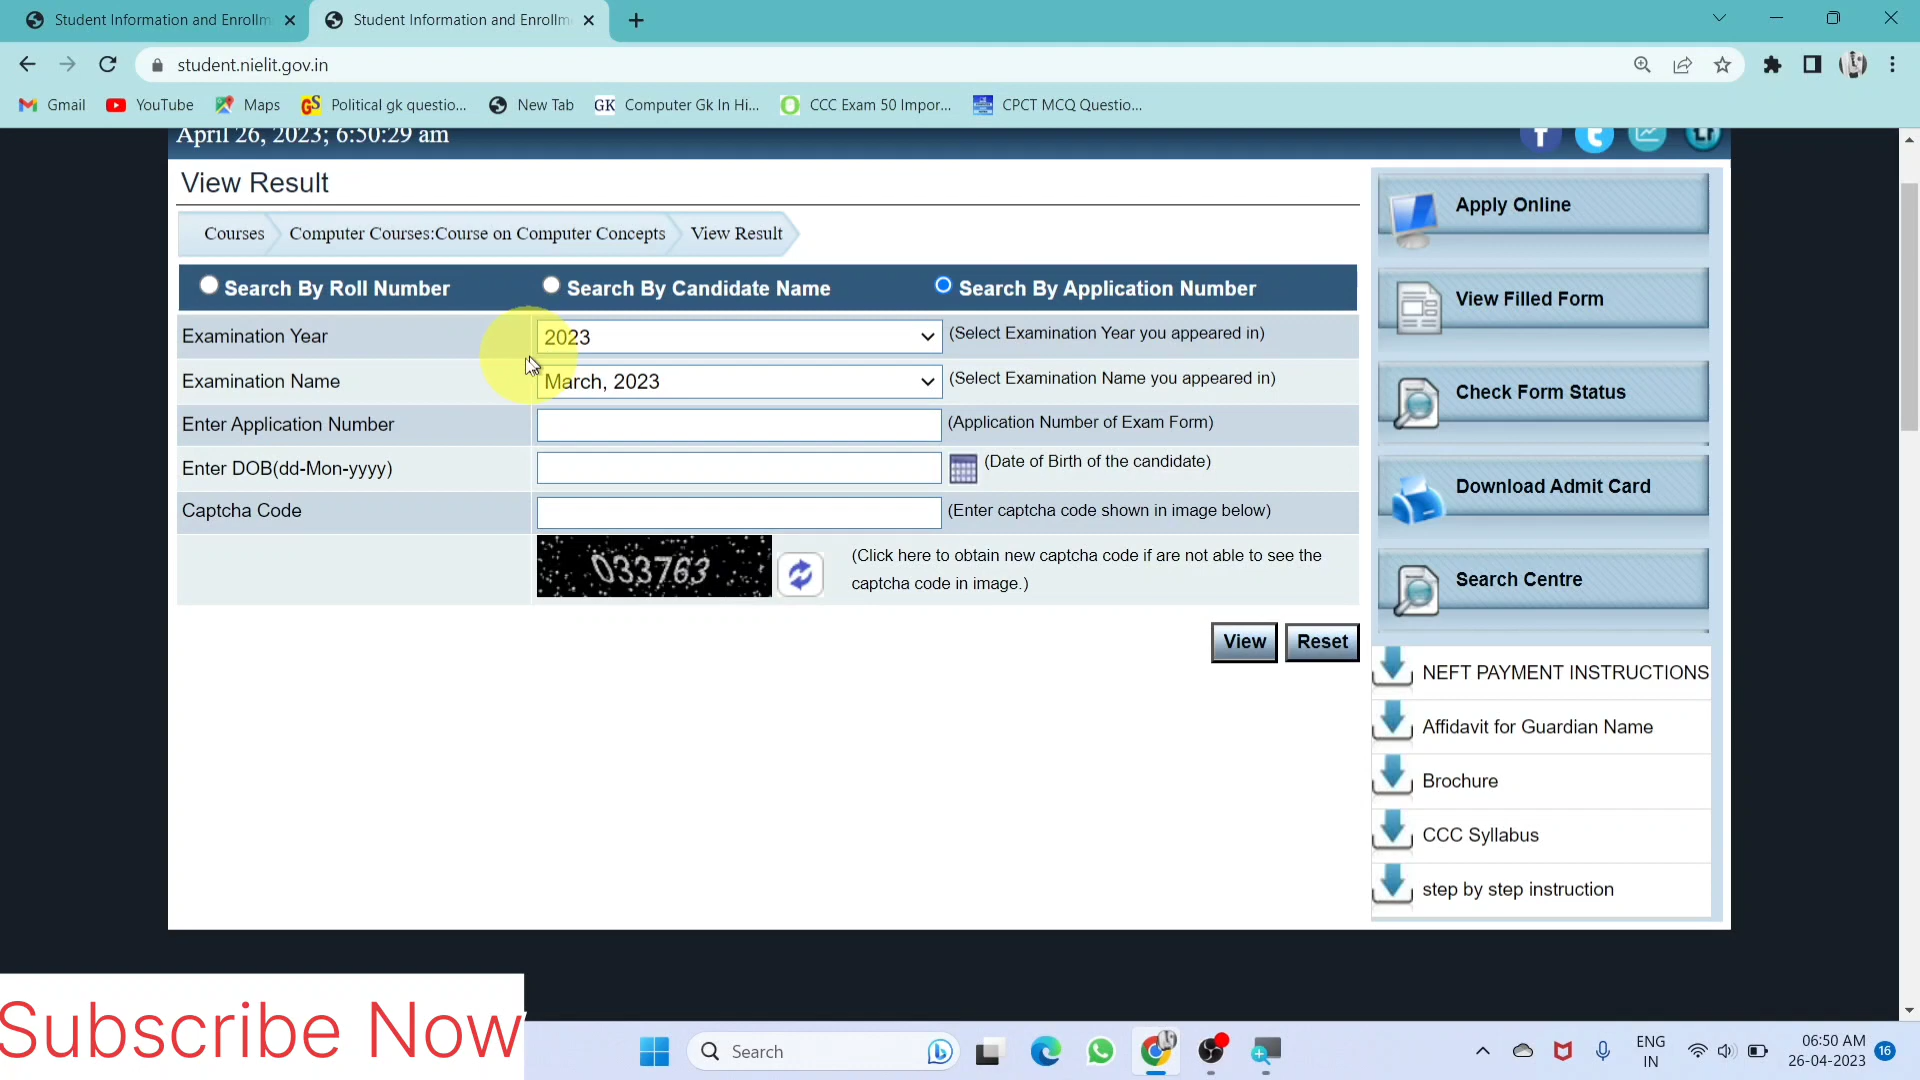 Student Information and Enrollm
Student Information and Enrollm
student.nielit.gov.in
Gmail
YouTube
Maps
Political gk questio...
New Tab
GK
Computer Gk In Hi...
CCC Exam 50 Impor...
CPCT MCQ Questio...
April 26, 2023; 6:50:29 am
View Result
Courses
Computer Courses:Course on Computer Concepts
View Result
Search By Roll Number
Search By Candidate Name
Search By Application Number
Examination Year
2023
(Select Examination Year you appeared in)
Examination Name
March, 2023
(Select Examination Name you appeared in)
Enter Application Number
(Application Number of Exam Form)
Enter DOB(dd-Mon-yyyy)
(Date of Birth of the candidate)
Captcha Code
(Enter captcha code shown in image below)
033763
(Click here to obtain new captcha code if are not able to see the
captcha code in image.)
View
Reset
Apply Online
View Filled Form
Check Form Status
Download Admit Card
Search Centre
NEFT PAYMENT INSTRUCTIONS
Affidavit for Guardian Name
Brochure
CCC Syllabus
step by step instruction
Subscribe Now
Search
ENG
IN
06:50 AM
26-04-2023
16